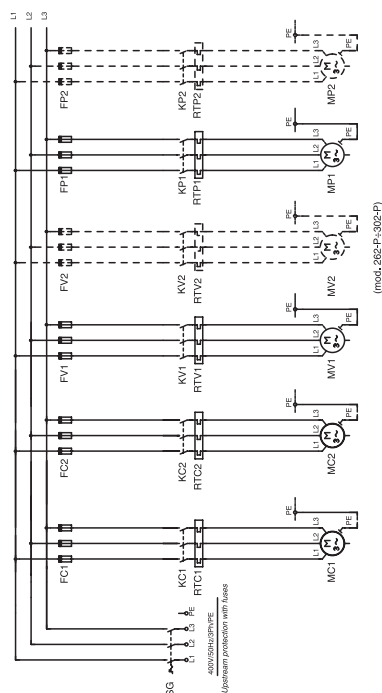 L1
L2
L3
FC1 FC2 FV1 FV2 FP1 FP2
SG
KC1 KC2 KV1 KV2 KP1 KP2
L1 L2 L3 PE
RTC1 RTC2 RTV1 RTV2 RTP1 RTP2
400V/50Hz/3Ph/PE
Upstream protection with fuses
PE PE PE PE PE PE
L1 L2 L3 L1 L2 L3 L1 L2 L3 L1 L2 L3 L1 L2 L3 L1 L2 L3
M M M M M M
3~ 3~ 3~ 3~ 3~ 3~
PE PE PE PE PE PE
MC1 MC2 MV1 MV2 MP1 MP2
(mod. 262-P÷302-P)